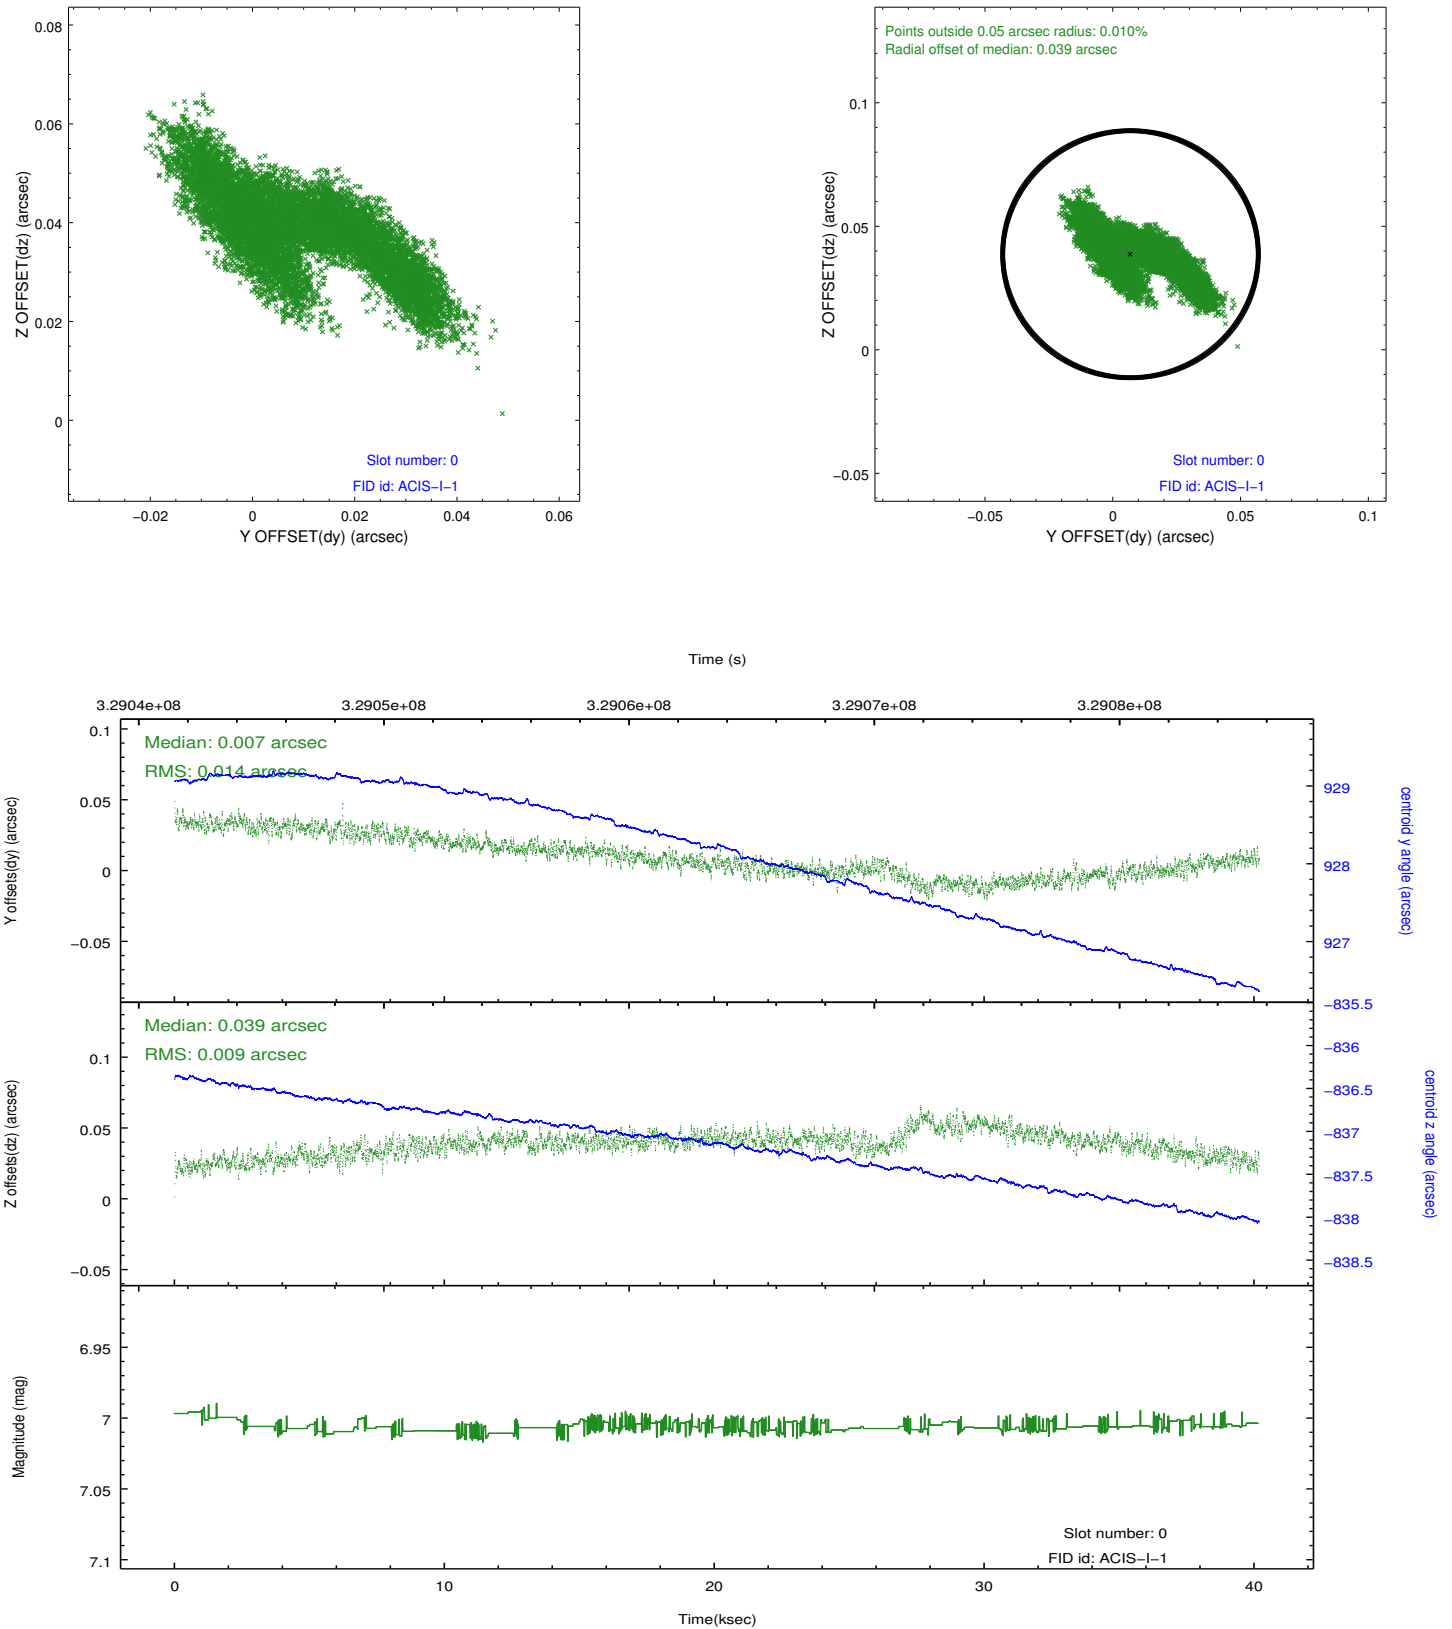 0.08
0.06
0.04
0.02
0
Z OFFSET(dz) (arcsec)
Slot number: 0
FID id: ACIS−I−1
−0.02 0 0.02 0.04 0.06
Y OFFSET(dy) (arcsec)
Points outside 0.05 arcsec radius: 0.010%
Radial offset of median: 0.039 arcsec
0.1
0.05
0
−0.05
Z OFFSET(dz) (arcsec)
Slot number: 0
FID id: ACIS−I−1
−0.05 0 0.05 0.1
Y OFFSET(dy) (arcsec)
Time (s)
3.2904e+08 3.2905e+08 3.2906e+08 3.2907e+08 3.2908e+08
Median: 0.007 arcsec
RMS: 0.014 arcsec
0.1
0.05
0
−0.05
Y offsets(dy) (arcsec)
929
928
927
centroid y angle (arcsec)
Median: 0.039 arcsec
RMS: 0.009 arcsec
0.1
0.05
0
−0.05
Z offsets(dz) (arcsec)
−835.5
−836
−836.5
−837
−837.5
−838
−838.5
centroid z angle (arcsec)
6.95
7
7.05
7.1
Magnitude (mag)
Slot number: 0
FID id: ACIS−I−1
0 10 20 30 40
Time(ksec)